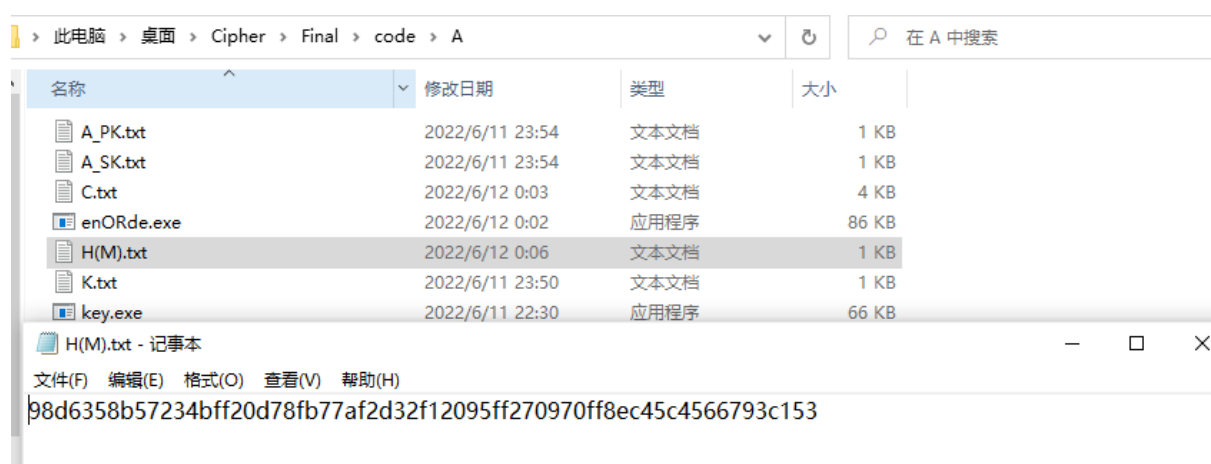 此电脑 > 桌面 > Cipher > Final > code > A 在 A 中搜索
名称 修改日期 类型 大小
A_PK.txt 2022/6/11 23:54 文本文档 1 KB
A_SK.txt 2022/6/11 23:54 文本文档 1 KB
C.txt 2022/6/12 0:03 文本文档 4 KB
enORde.exe 2022/6/12 0:02 应用程序 86 KB
H(M).txt 2022/6/12 0:06 文本文档 1 KB
K.txt 2022/6/11 23:50 文本文档 1 KB
key.exe 2022/6/11 22:30 应用程序 66 KB
H(M).txt - 记事本
文件(F) 编辑(E) 格式(O) 查看(V) 帮助(H)
98d6358b57234bff20d78fb77af2d32f12095ff270970ff8ec45c4566793c153